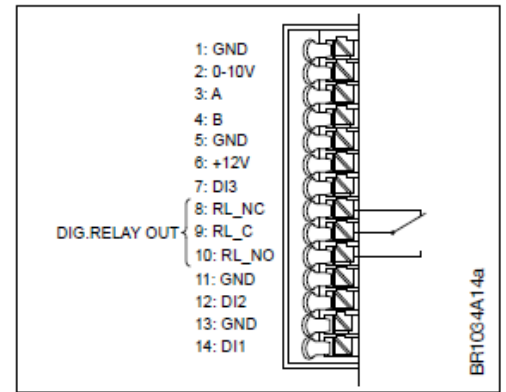 1: GND
2: 0-10V
3: A
4: B
5: GND
6: +12V
7: DI3
8: RL_NC
DIG.RELAY OUT 9: RL_C
10: RL_NO
11: GND
12: DI2
13: GND
14: DI1
BR1034A14a